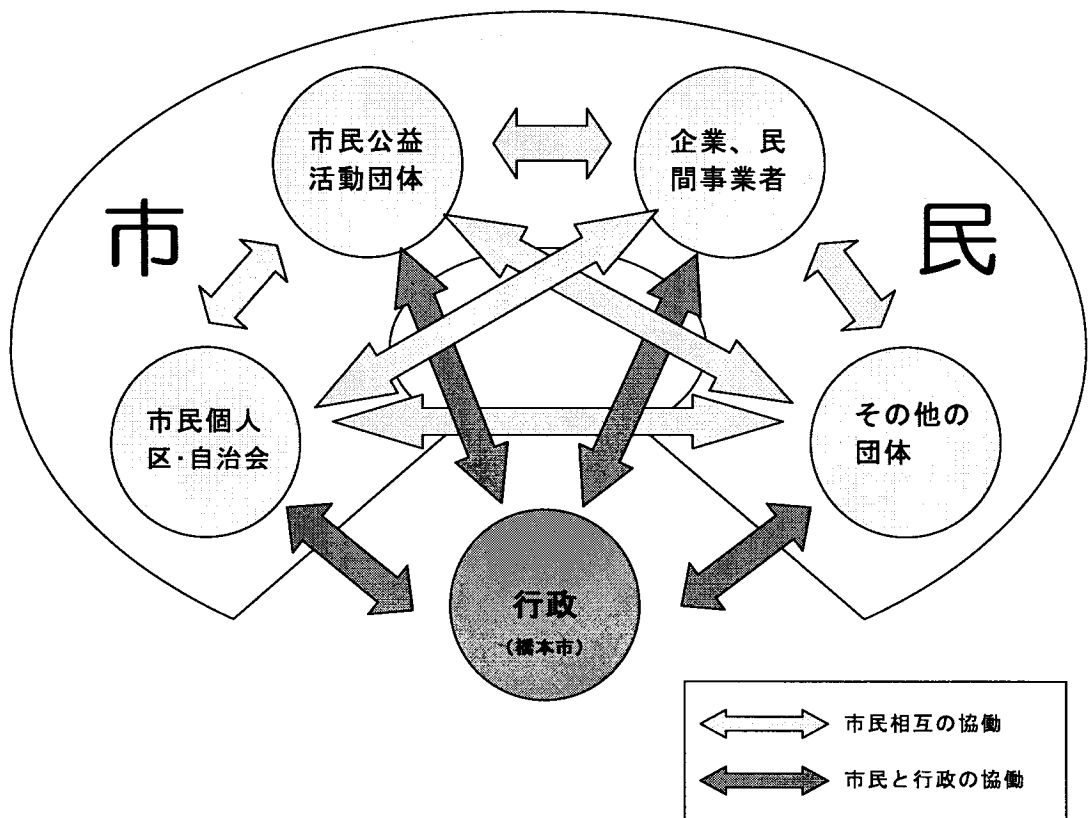 市民公益
活動団体
企業、民
間事業者
市 民
市民個人
区・自治会
その他の
団体
行政
（橋本市）
市民相互の協働
市民と行政の協働